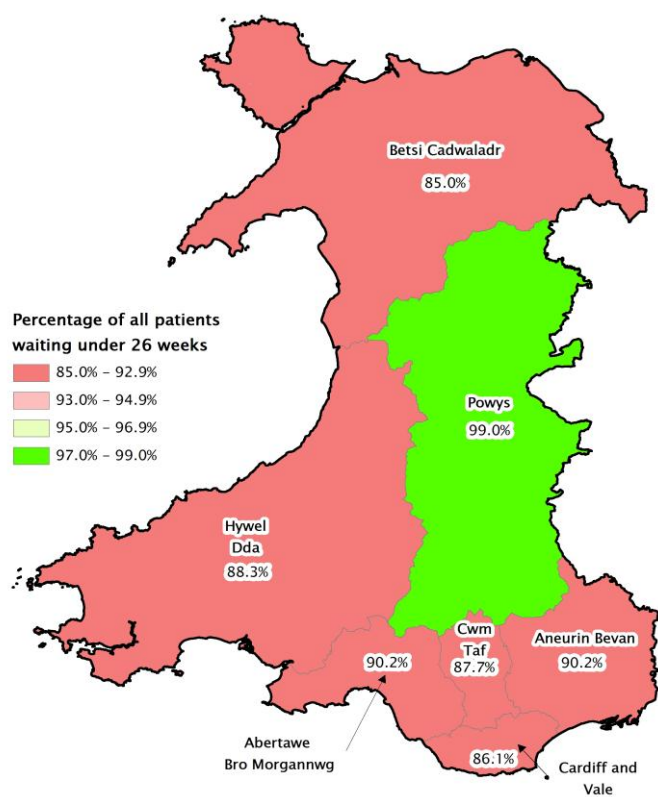 Betsi Cadwaladr
85.0%
Percentage of all patients
waiting under 26 weeks
85.0% – 92.9%
93.0% – 94.9%
95.0% – 96.9%
97.0% – 99.0%
Powys
99.0%
Hywel
Dda
88.3%
Cwm
Taf
87.7%
Aneurin Bevan
90.2%
90.2%
Abertawe
Bro Morgannwg
86.1%
Cardiff and
Vale